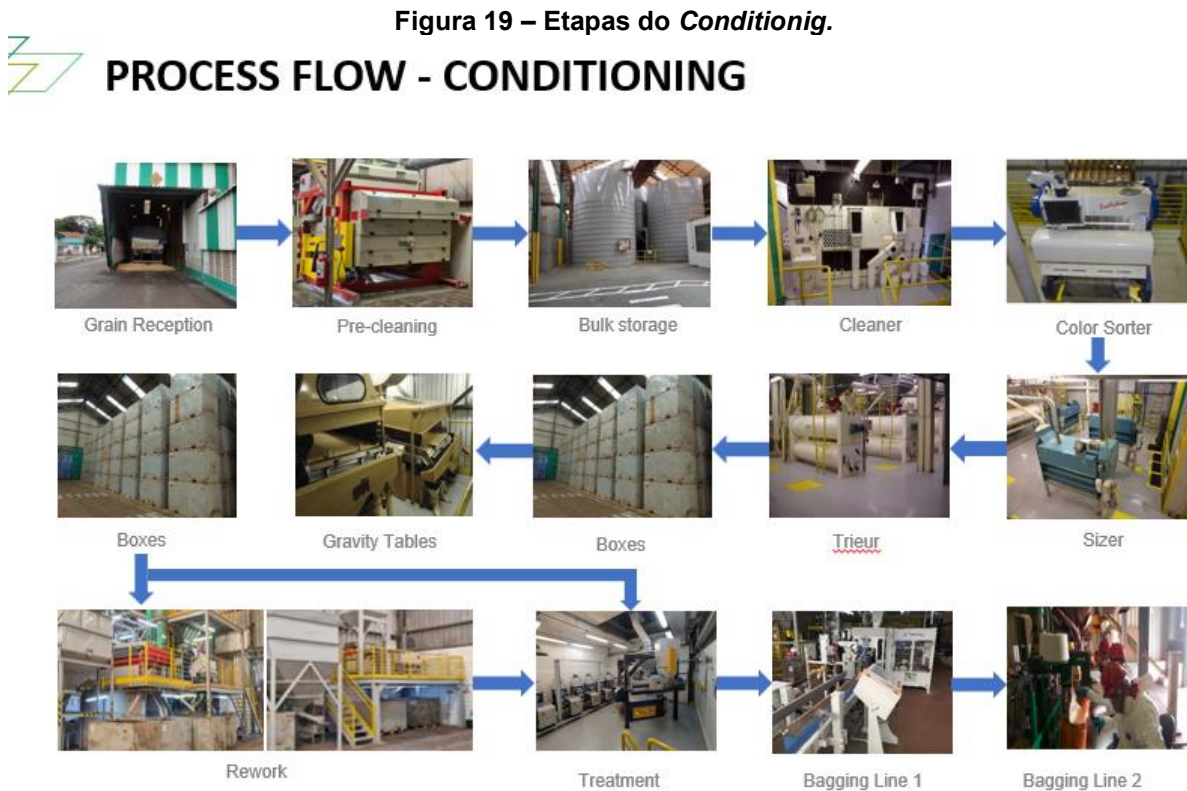 Figura 19 – Etapas do Conditionig.
PROCESS FLOW - CONDITIONING
Grain Reception
Pre-cleaning
Bulk storage
Cleaner
Color Sorter
Boxes
Gravity Tables
Boxes
Trieur
Sizer
Rework
Treatment
Bagging Line 1
Bagging Line 2